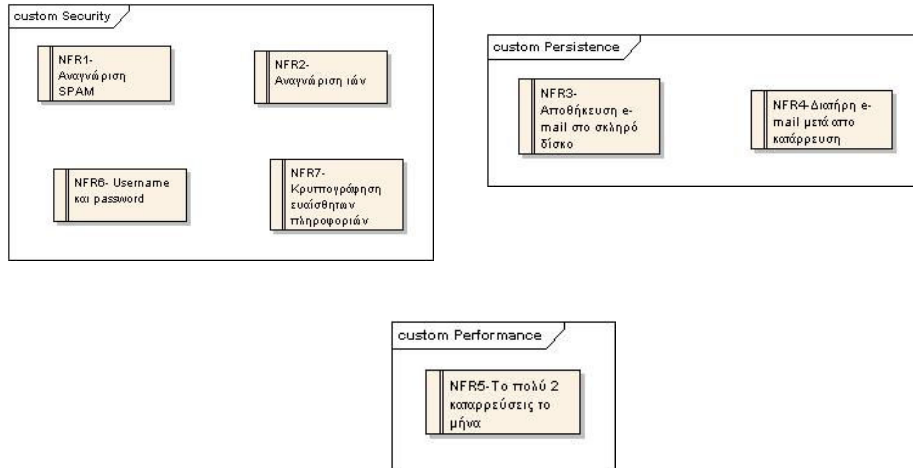 custom Security
NFR1-
Αναγνώριση
SPAM
NFR2-
Αναγνώριση ιών
NFR6- Username
και password
NFR7-
Κρυπτογράφηση
ευαίσθητων
πληροφοριών
custom Persistence
NFR3-
Αποθήκευση e-
mail στο σκληρό
δίσκο
NFR4-Διατήρη e-
mail μετά απο
κατάρρευση
custom Performance
NFR5-Το πολύ 2
καταρρεύσεις το
μήνα